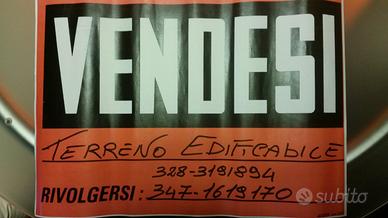 VENDESI
TERRENO EDIFICABILE
328-3191894
RIVOLGERSI: 347-1619170
subito